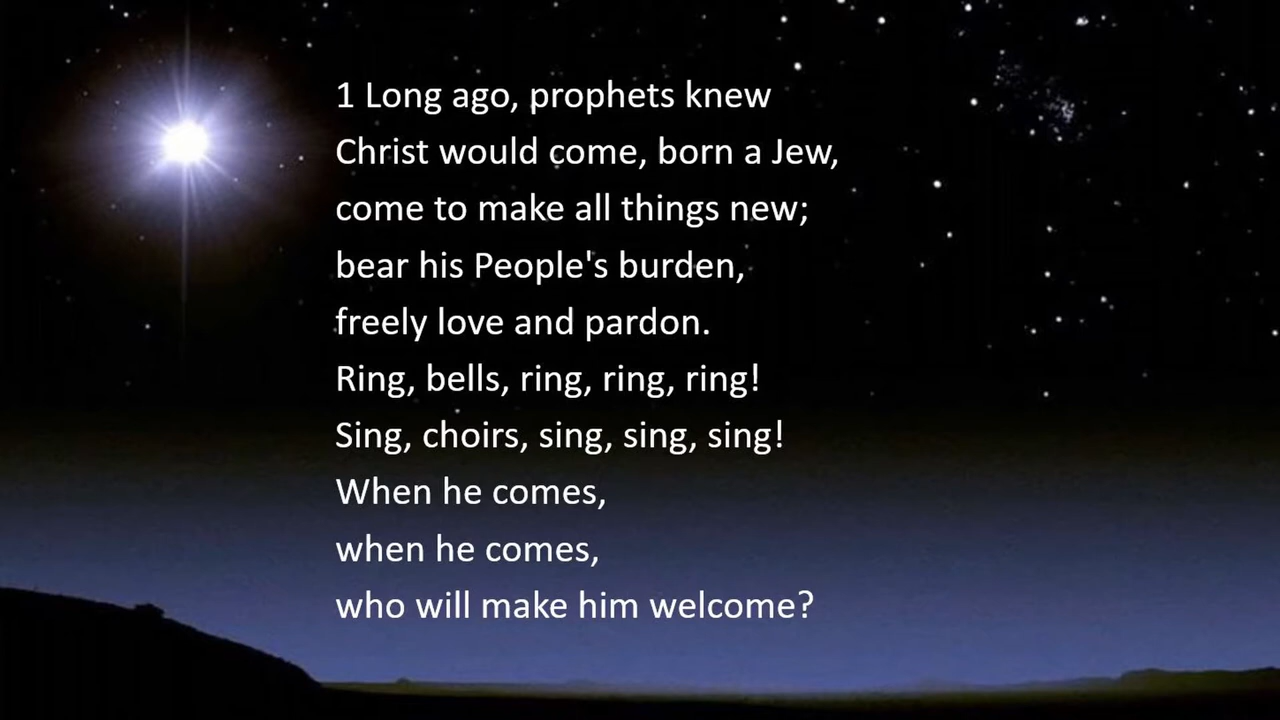 1 Long ago, prophets knew
Christ would come, born a Jew,
come to make all things new;
bear his People's burden,
freely love and pardon.
Ring, bells, ring, ring, ring!
Sing, choirs, sing, sing, sing!
When he comes,
when he comes,
who will make him welcome?